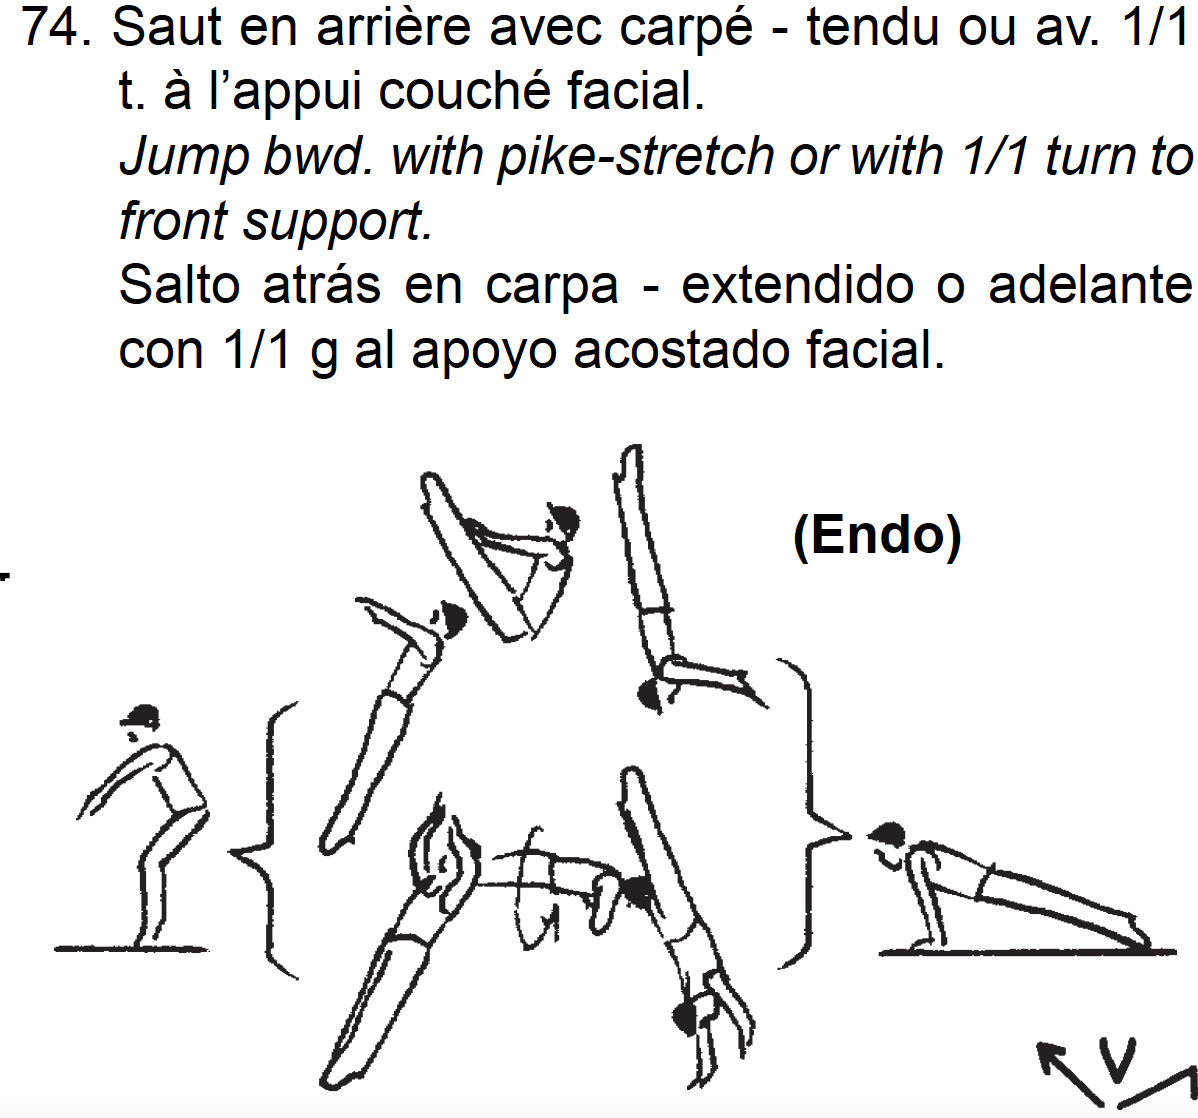 74. Saut en arrière avec carpé - tendu ou av. 1/1
t. à l’appui couché facial.
Jump bwd. with pike-stretch or with 1/1 turn to
front support.
Salto atrás en carpa - extendido o adelante
con 1/1 g al apoyo acostado facial.
(Endo)